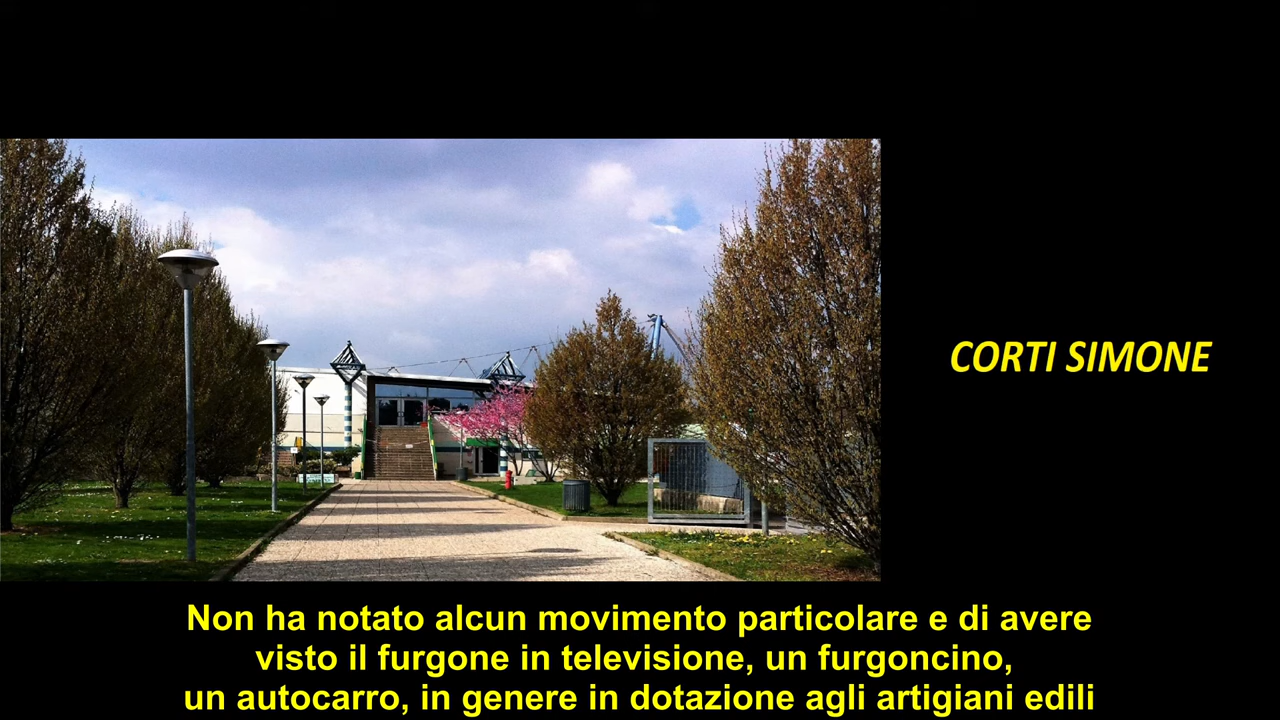 CORTI SIMONE
Non ha notato alcun movimento particolare e di avere
visto il furgone in televisione, un furgoncino,
un autocarro, in genere in dotazione agli artigiani edili